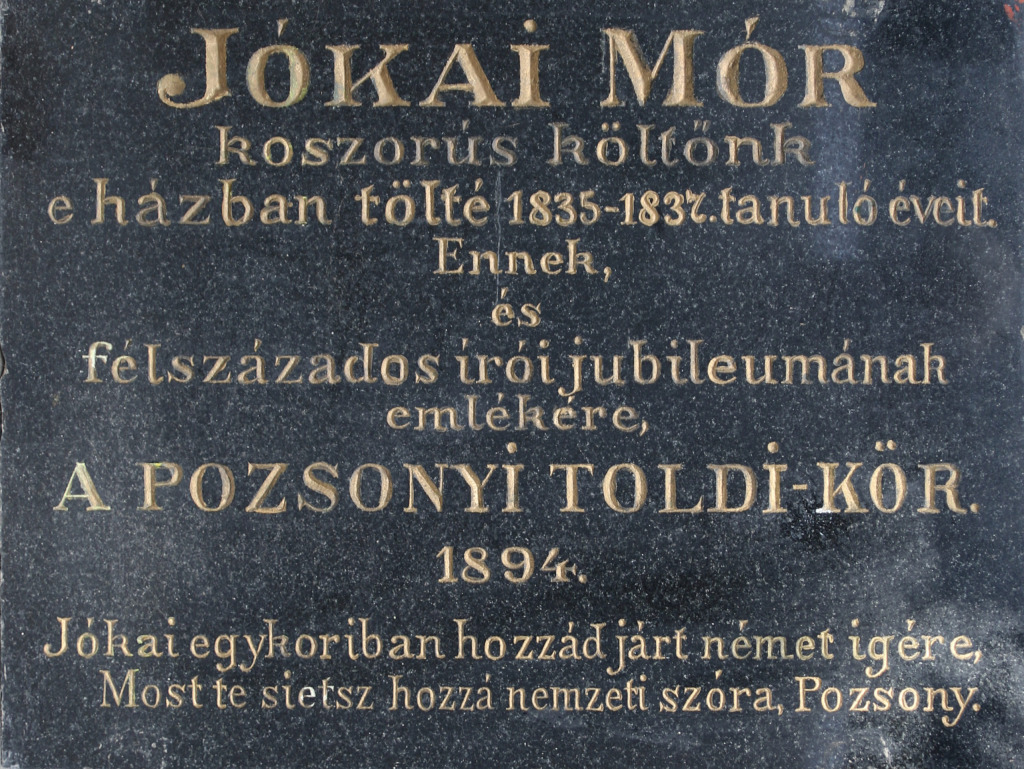 JÓKAI MÓR
koszorús költőnk
e házban tölté 1835-1837. tanuló éveit.
Ennek,
és
félszázados írói jubileumának
emlékére,
A POZSONYI TOLDI-KÖR.
1894.
Jókai egykoriban hozzád járt német igére,
Most te sietsz hozzá nemzeti szóra, Pozsony.